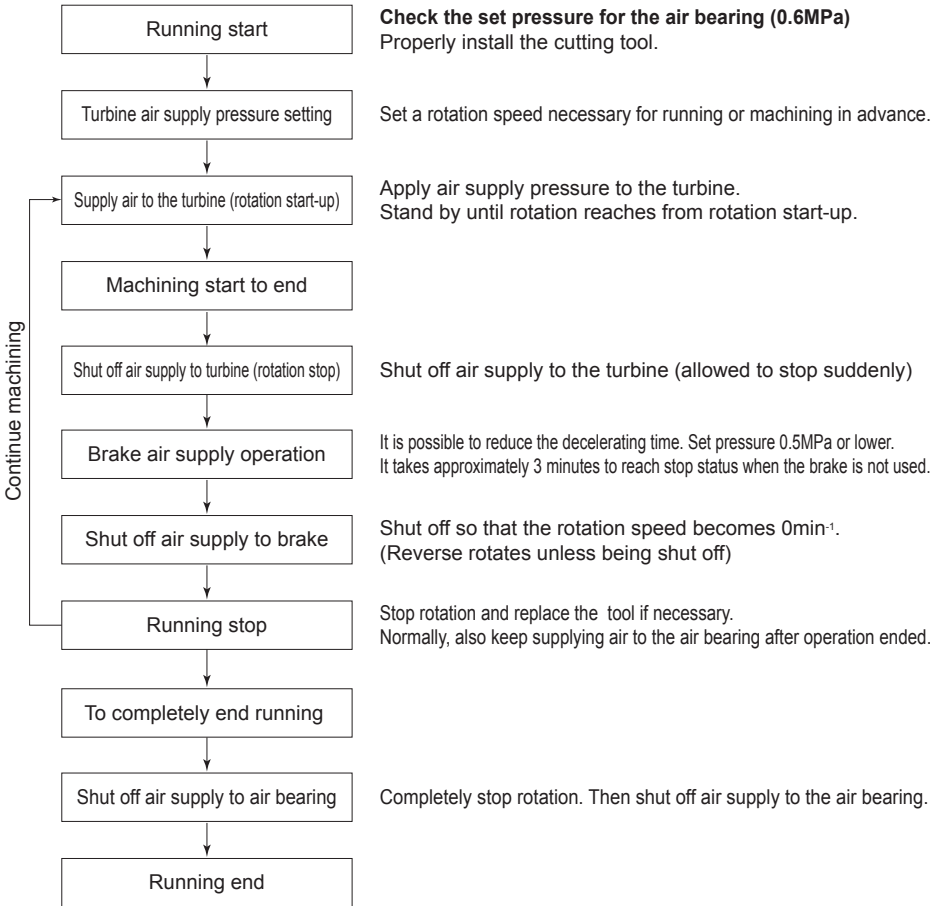 Running start
Check the set pressure for the air bearing (0.6MPa)
Properly install the cutting tool.
Turbine air supply pressure setting
Set a rotation speed necessary for running or machining in advance.
Supply air to the turbine (rotation start-up)
Apply air supply pressure to the turbine.
Stand by until rotation reaches from rotation start-up.
Machining start to end
Continue machining
Shut off air supply to turbine (rotation stop)
Shut off air supply to the turbine (allowed to stop suddenly)
Brake air supply operation
It is possible to reduce the decelerating time. Set pressure 0.5MPa or lower.
It takes approximately 3 minutes to reach stop status when the brake is not used.
Shut off air supply to brake
Shut off so that the rotation speed becomes 0min⁻¹.
(Reverse rotates unless being shut off)
Running stop
Stop rotation and replace the tool if necessary.
Normally, also keep supplying air to the air bearing after operation ended.
To completely end running
Shut off air supply to air bearing
Completely stop rotation. Then shut off air supply to the air bearing.
Running end